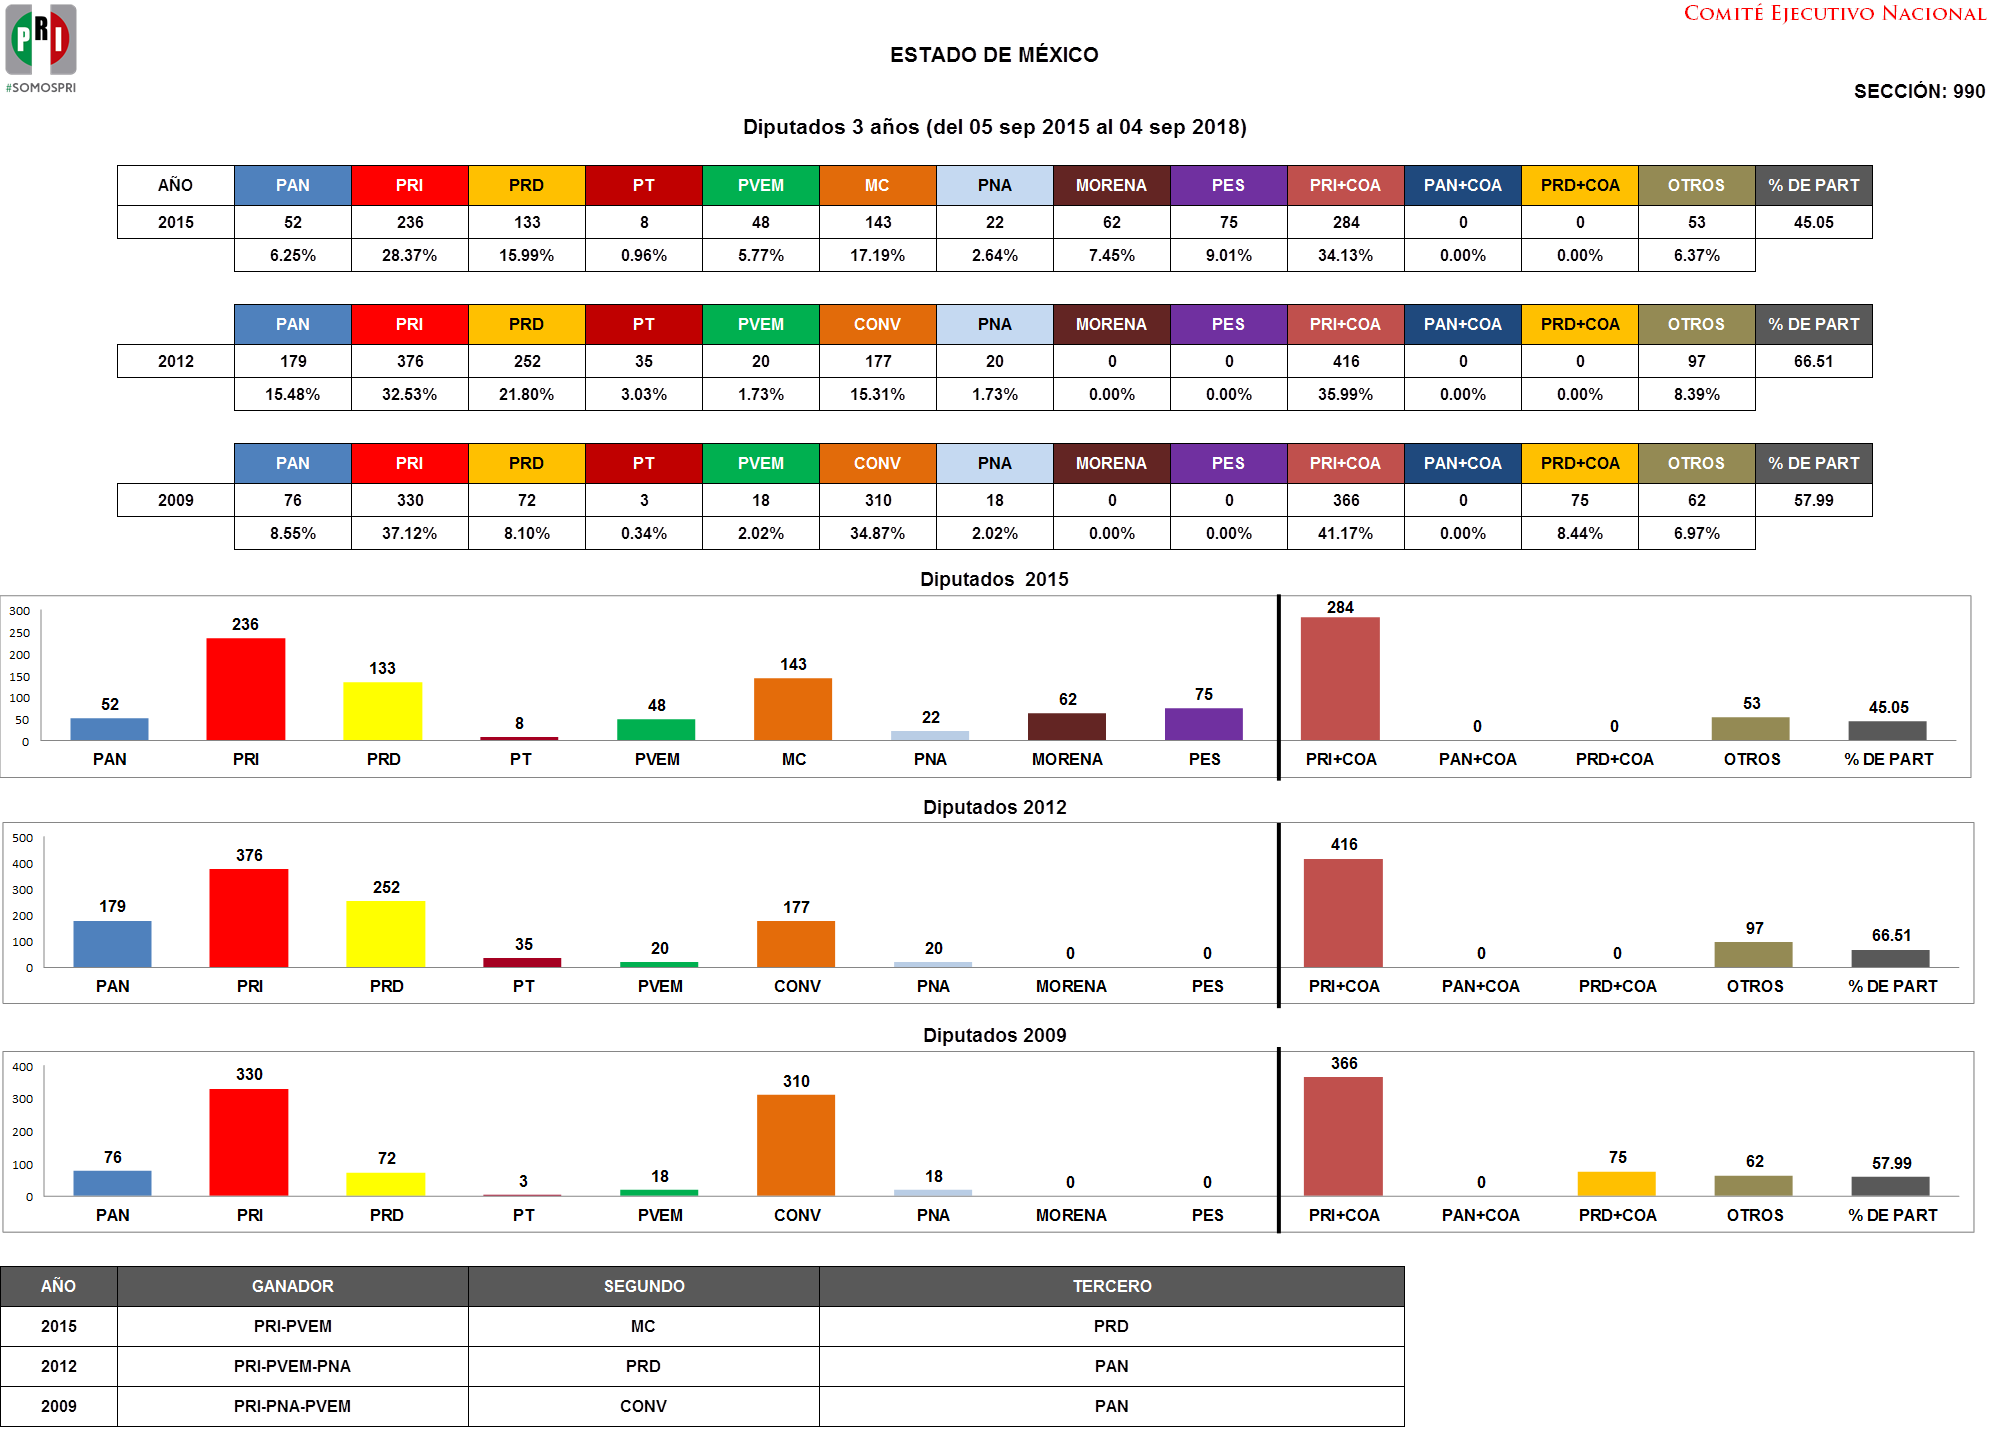 PRI
#SOMOSPRI
COMITÉ EJECUTIVO NACIONAL
ESTADO DE MÉXICO
SECCIÓN: 990
Diputados 3 años (del 05 sep 2015 al 04 sep 2018)
AÑO PAN PRI PRD PT PVEM MC PNA MORENA PES PRI+COA PAN+COA PRD+COA OTROS % DE PART
2015 52 236 133 8 48 143 22 62 75 284 0 0 53 45.05
6.25% 28.37% 15.99% 0.96% 5.77% 17.19% 2.64% 7.45% 9.01% 34.13% 0.00% 0.00% 6.37%
PAN PRI PRD PT PVEM CONV PNA MORENA PES PRI+COA PAN+COA PRD+COA OTROS % DE PART
2012 179 376 252 35 20 177 20 0 0 416 0 0 97 66.51
15.48% 32.53% 21.80% 3.03% 1.73% 15.31% 1.73% 0.00% 0.00% 35.99% 0.00% 0.00% 8.39%
PAN PRI PRD PT PVEM CONV PNA MORENA PES PRI+COA PAN+COA PRD+COA OTROS % DE PART
2009 76 330 72 3 18 310 18 0 0 366 0 75 62 57.99
8.55% 37.12% 8.10% 0.34% 2.02% 34.87% 2.02% 0.00% 0.00% 41.17% 0.00% 8.44% 6.97%
Diputados 2015
300
250
200
150
100
50
0
52 236 133 8 48 143 22 62 75 284 0 0 53 45.05
PAN PRI PRD PT PVEM MC PNA MORENA PES PRI+COA PAN+COA PRD+COA OTROS % DE PART
Diputados 2012
500
400
300
200
100
0
179 376 252 35 20 177 20 0 0 416 0 0 97 66.51
PAN PRI PRD PT PVEM CONV PNA MORENA PES PRI+COA PAN+COA PRD+COA OTROS % DE PART
Diputados 2009
400
300
200
100
0
76 330 72 3 18 310 18 0 0 366 0 75 62 57.99
PAN PRI PRD PT PVEM CONV PNA MORENA PES PRI+COA PAN+COA PRD+COA OTROS % DE PART
AÑO GANADOR SEGUNDO TERCERO
2015 PRI-PVEM MC PRD
2012 PRI-PVEM-PNA PRD PAN
2009 PRI-PNA-PVEM CONV PAN